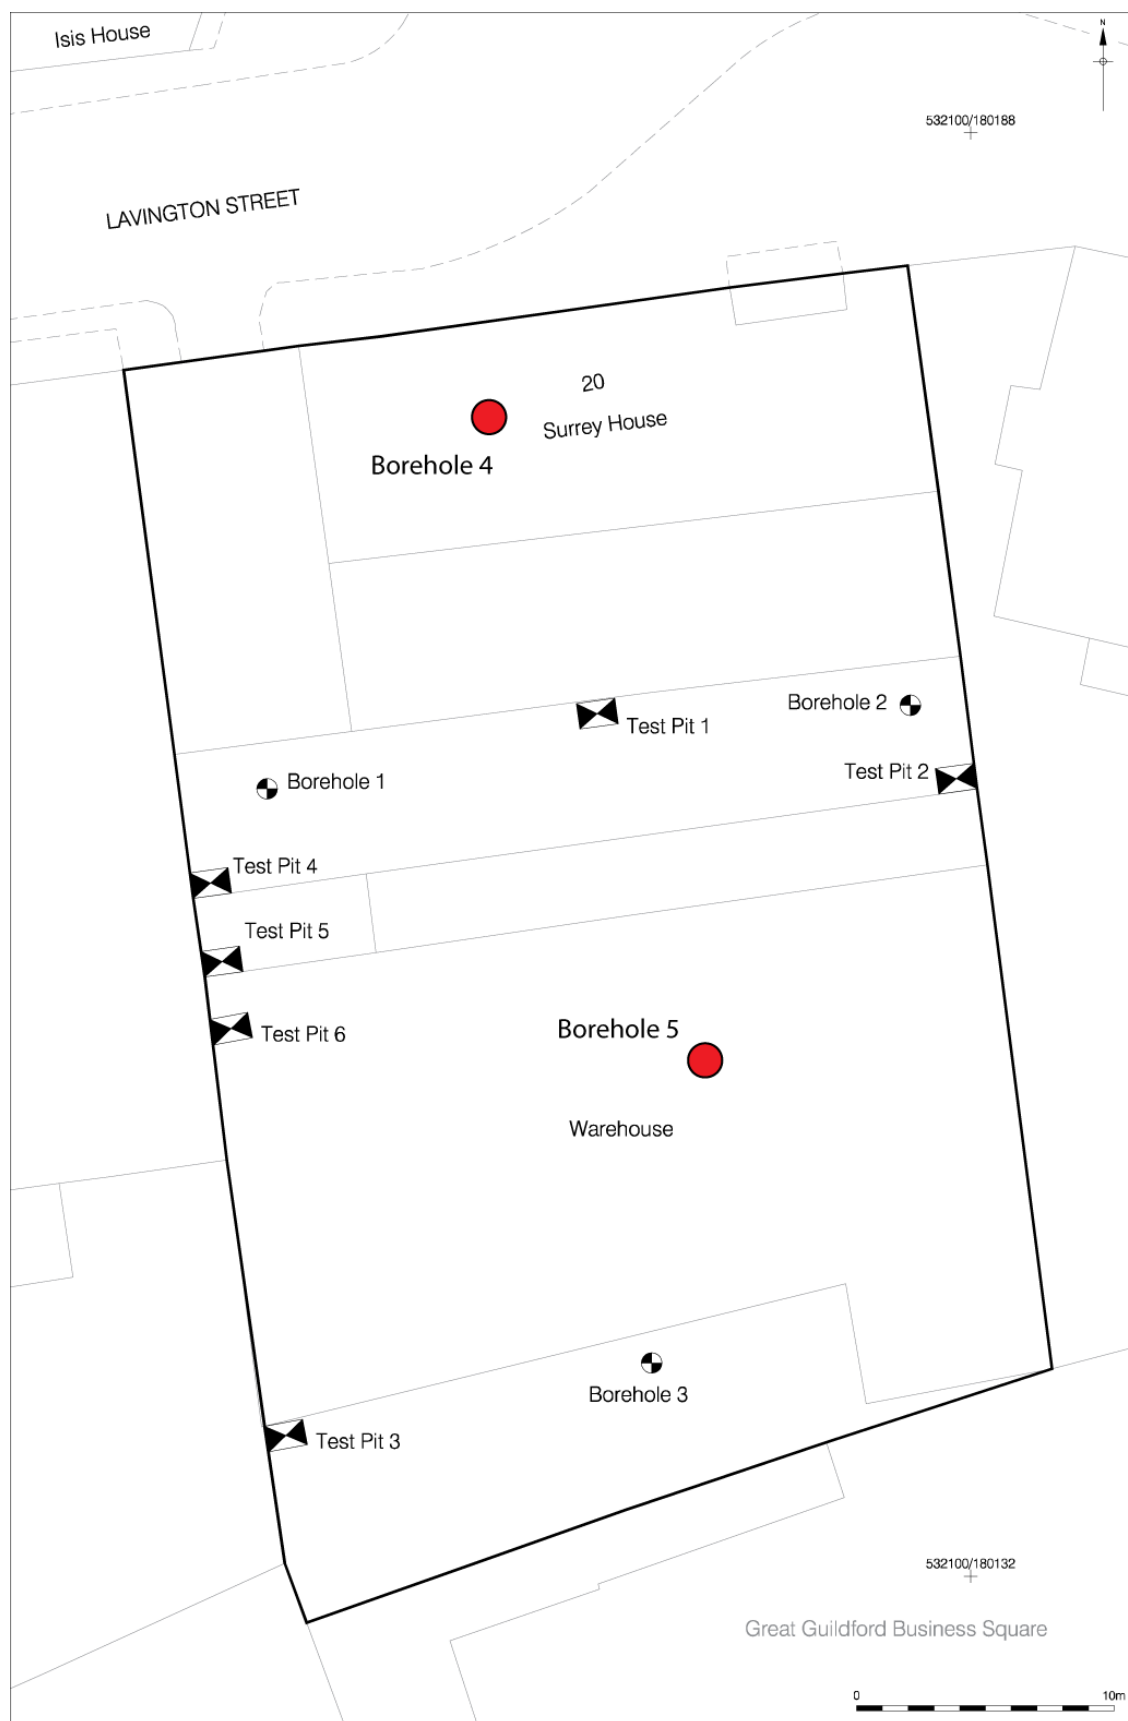 Isis House
N
532100/180188
LAVINGTON STREET
20
Surrey House
Borehole 4
Borehole 2
Test Pit 1
Test Pit 2
Borehole 1
Test Pit 4
Test Pit 5
Borehole 5
Test Pit 6
Warehouse
Borehole 3
Test Pit 3
532100/180132
Great Guildford Business Square
0
10m